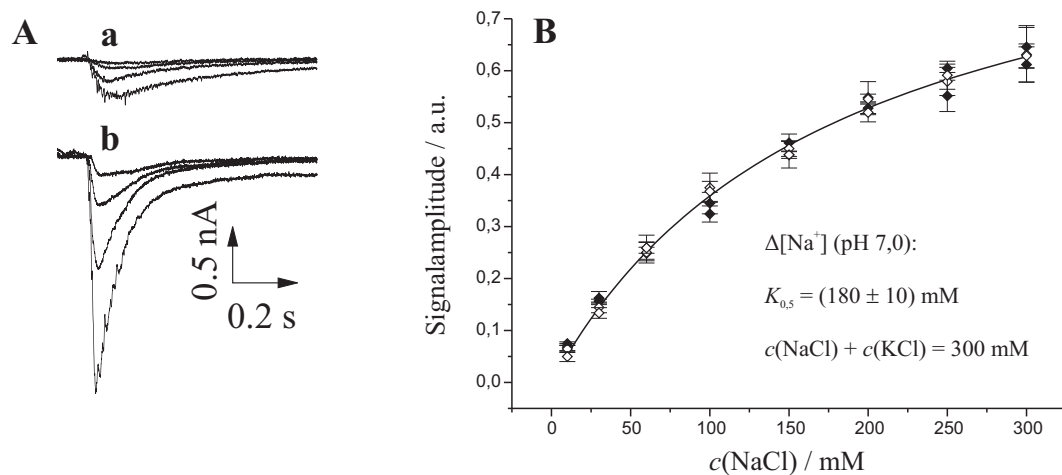 A
a
b
0.5 nA
0.2 s
B
Signalamplitude / a.u.
0,7
0,6
0,5
0,4
0,3
0,2
0,1
0,0
Δ[Na⁺] (pH 7,0):
K₀,₅ = (180 ± 10) mM
c(NaCl) + c(KCl) = 300 mM
0 50 100 150 200 250 300
c(NaCl) / mM